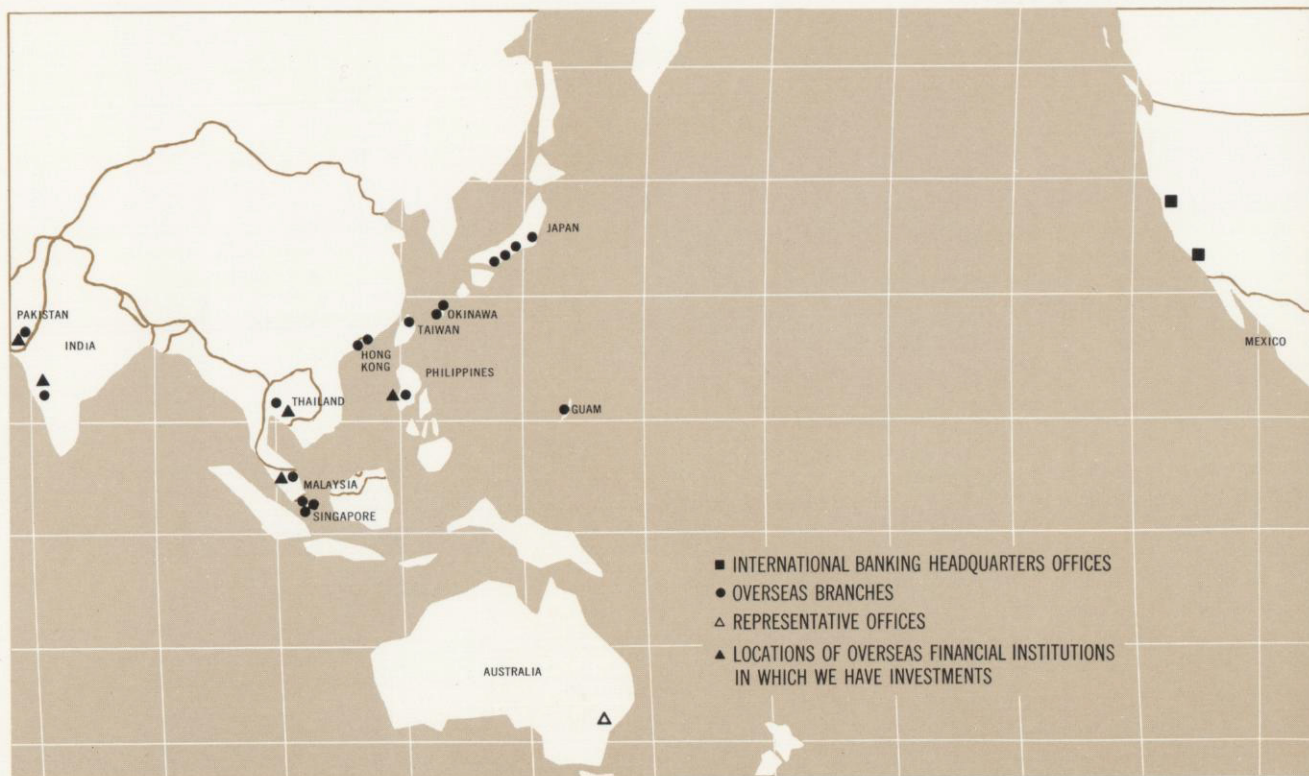 JAPAN
OKINAWA
PAKISTAN
TAIWAN
INDIA
HONG
KONG
MEXICO
PHILIPPINES
THAILAND
GUAM
MALAYSIA
SINGAPORE
INTERNATIONAL BANKING HEADQUARTERS OFFICES
OVERSEAS BRANCHES
REPRESENTATIVE OFFICES
LOCATIONS OF OVERSEAS FINANCIAL INSTITUTIONS
IN WHICH WE HAVE INVESTMENTS
AUSTRALIA